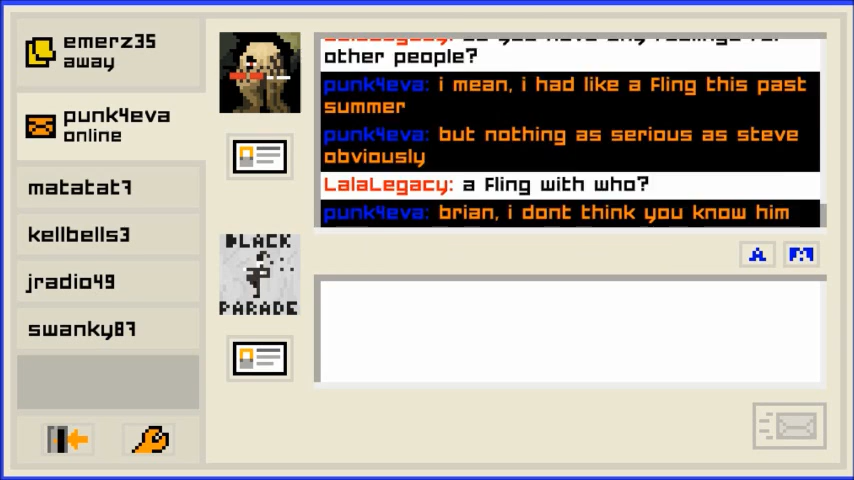 emerz35
away
punk4eva
online
matatat7
kellbells3
jradio49
swanky87
other people?
punk4eva: i mean, i had like a fling this past
summer
punk4eva: but nothing as serious as steve
obviously
LalaLegacy: a fling with who?
punk4eva: brian, i dont think you know him
BLACK
PARADE
A